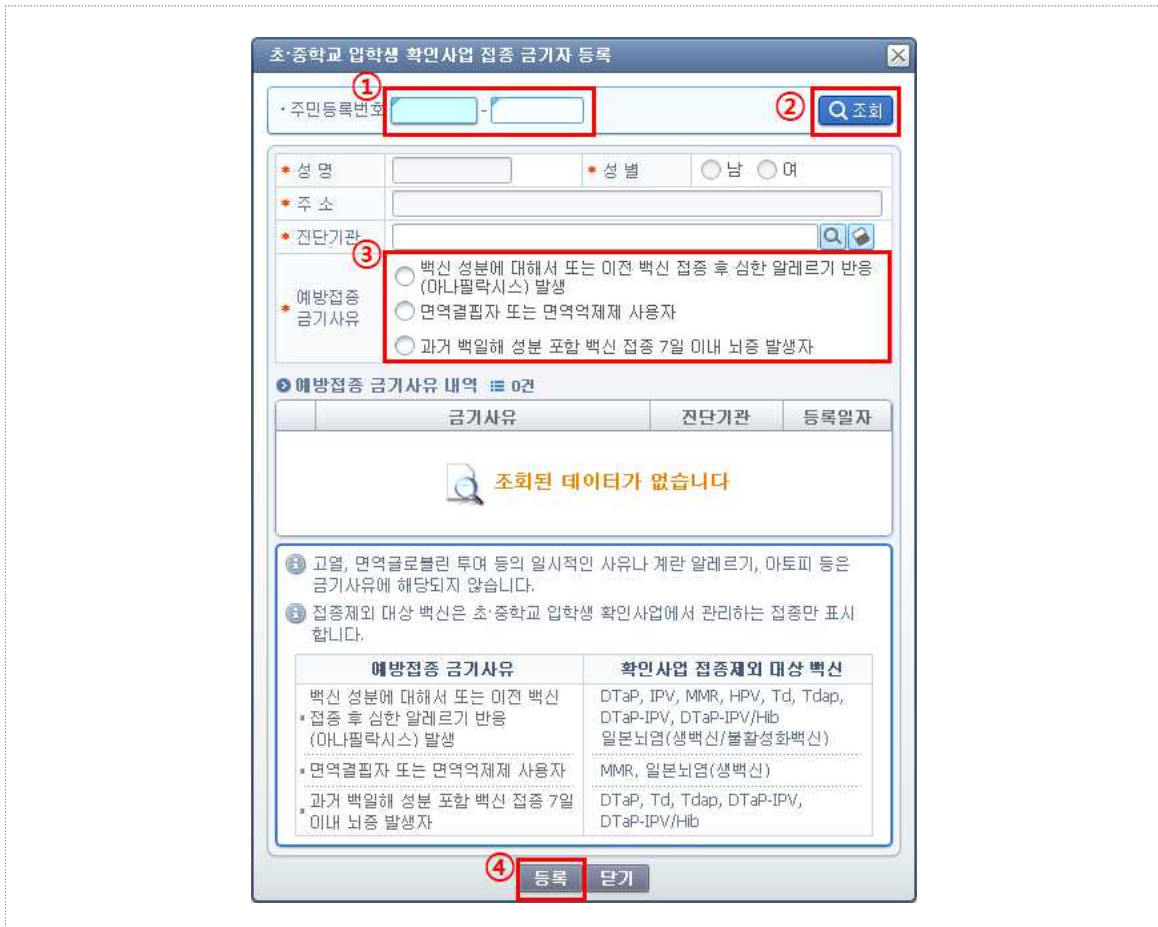 초·중학교 입학생 확인사업 접종 금기자 등록
①
・주민등록번호 -
② 조회
* 성 명 * 성 별 남 여
* 주 소
* 진단기관
③
백신 성분에 대해서 또는 이전 백신 접종 후 심한 알레르기 반응
(아나필락시스) 발생
* 예방접종
금기사유
면역결핍자 또는 면역억제제 사용자
과거 백일해 성분 포함 백신 접종 7일 이내 뇌증 발생자
예방접종 금기사유 내역 0건
금기사유 진단기관 등록일자
조회된 데이터가 없습니다
고열, 면역글로불린 투여 등의 일시적인 사유나 계란 알레르기, 아토피 등은
금기사유에 해당되지 않습니다.
접종제외 대상 백신은 초·중학교 입학생 확인사업에서 관리하는 접종만 표시
합니다.
예방접종 금기사유 확인사업 접종제외 대상 백신
백신 성분에 대해서 또는 이전 백신
접종 후 심한 알레르기 반응
(아나필락시스) 발생
DTaP, IPV, MMR, HPV, Td, Tdap,
DTaP-IPV, DTaP-IPV/Hib
일본뇌염(생백신/불활성화백신)
면역결핍자 또는 면역억제제 사용자 MMR, 일본뇌염(생백신)
과거 백일해 성분 포함 백신 접종 7일
이내 뇌증 발생자
DTaP, Td, Tdap, DTaP-IPV,
DTaP-IPV/Hib
④ 등록 닫기